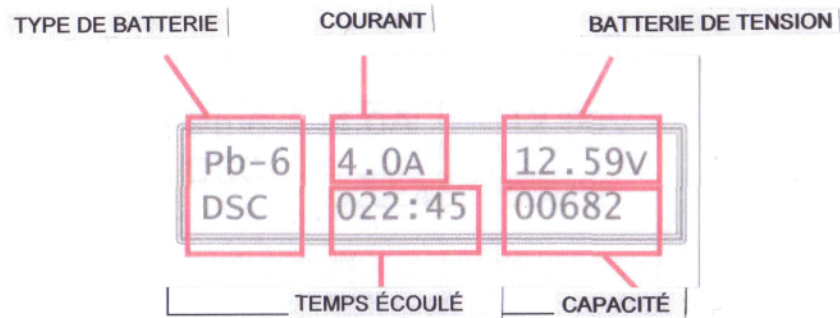 TYPE DE BATTERIE COURANT BATTERIE DE TENSION
Pb-6 4.0A 12.59V
DSC 022:45 00682
TEMPS ÉCOULÉ CAPACITÉ